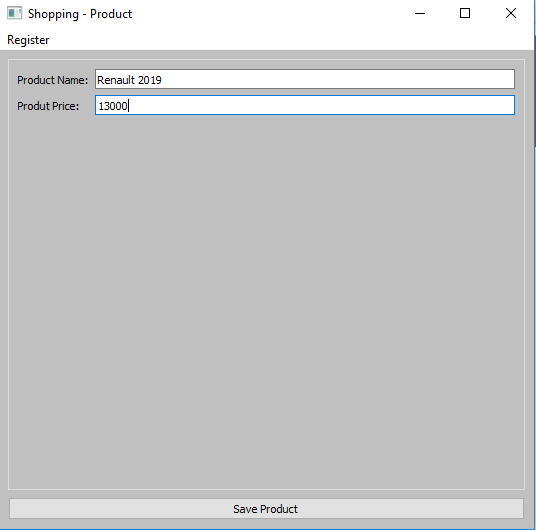 Shopping - Product
Register
Product Name: Renault 2019
Produt Price: 13000
Save Product